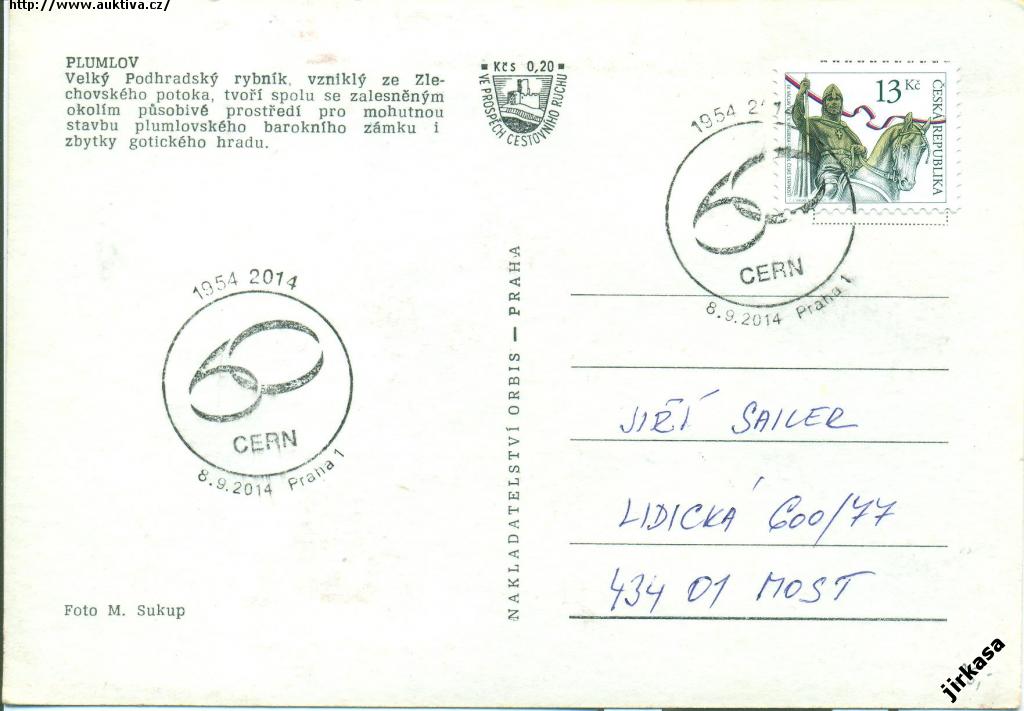 http://www.auktiva.cz/
PLUMLOV
Velký Podhradský rybník, vzniklý ze Zle-
chovského potoka, tvoří spolu se zalesněným
okolím působivé prostředí pro mohutnou
stavbu plumlovského barokního zámku i
zbytky gotického hradu.
Kčs 0,20
VE PROSPĚCH CESTOVNÍHO RUCHU
13 Kč
ČESKÁ REPUBLIKA
1954 2014
60
CERN
8.9.2014 Praha 1
1954 2014
60
CERN
8.9.2014 Praha 1
NAKLADATELSTVÍ ORBIS — PRAHA
JIŘÍ SAILER
LIDICKÁ 600/77
434 01 MOST
Foto M. Sukup
jirkasa